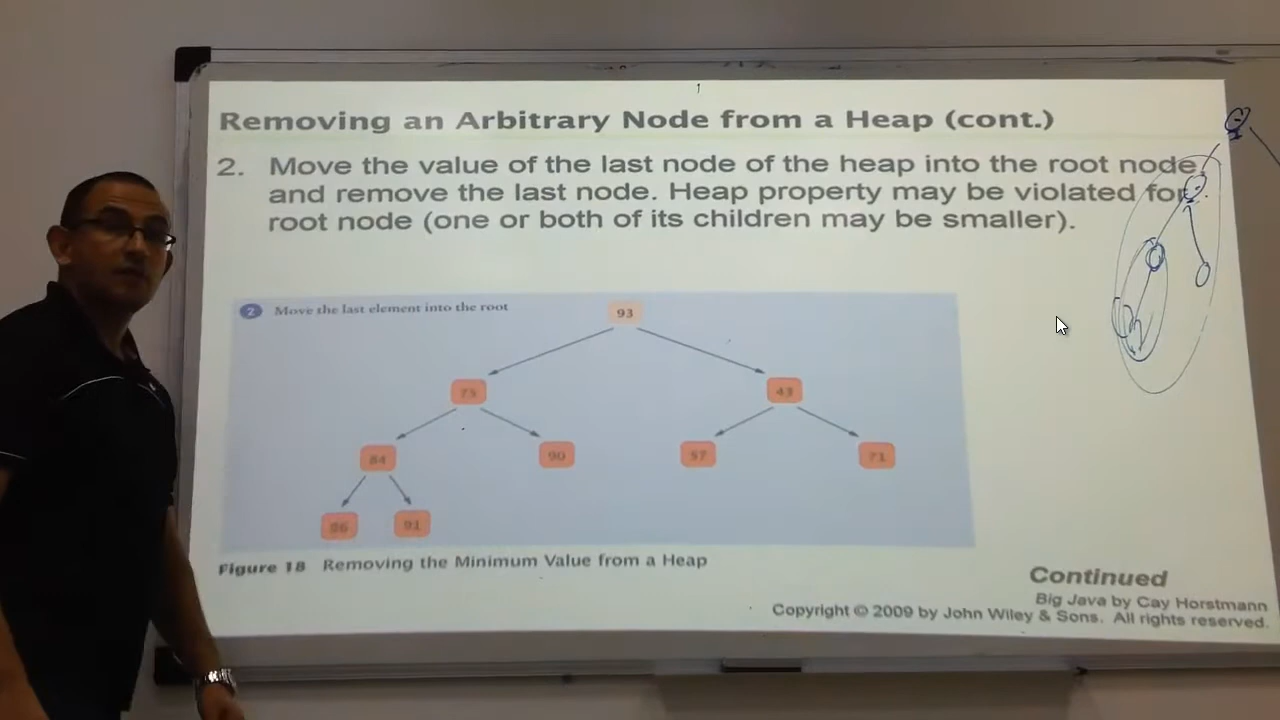 Removing an Arbitrary Node from a Heap (cont.)
2. Move the value of the last node of the heap into the root node
and remove the last node. Heap property may be violated for
root node (one or both of its children may be smaller).
2 Move the last element into the root
93
75 43
84 90 57 71
86 91
Figure 18 Removing the Minimum Value from a Heap
Continued
Big Java by Cay Horstmann
Copyright © 2009 by John Wiley & Sons. All rights reserved.